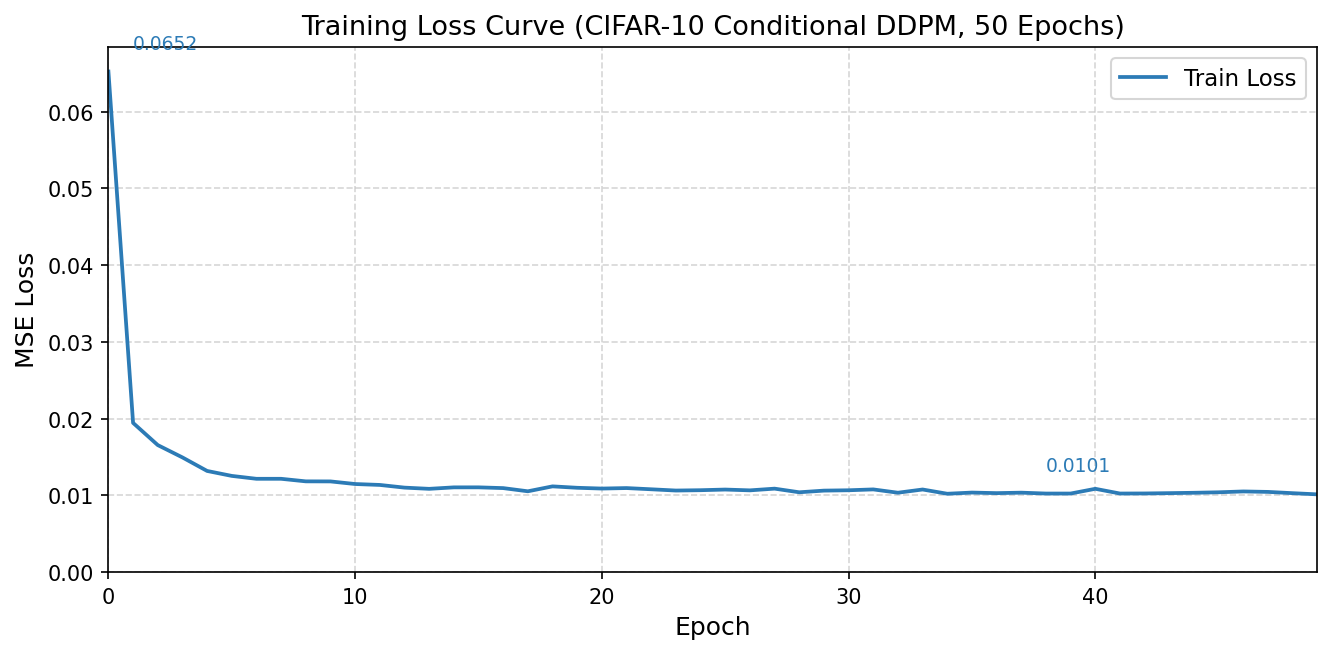 Training Loss Curve (CIFAR-10 Conditional DDPM, 50 Epochs)
0.0652
Train Loss
0.06
0.05
0.04
0.03
0.02
0.01
0.00
MSE Loss
0.0101
0 10 20 30 40
Epoch